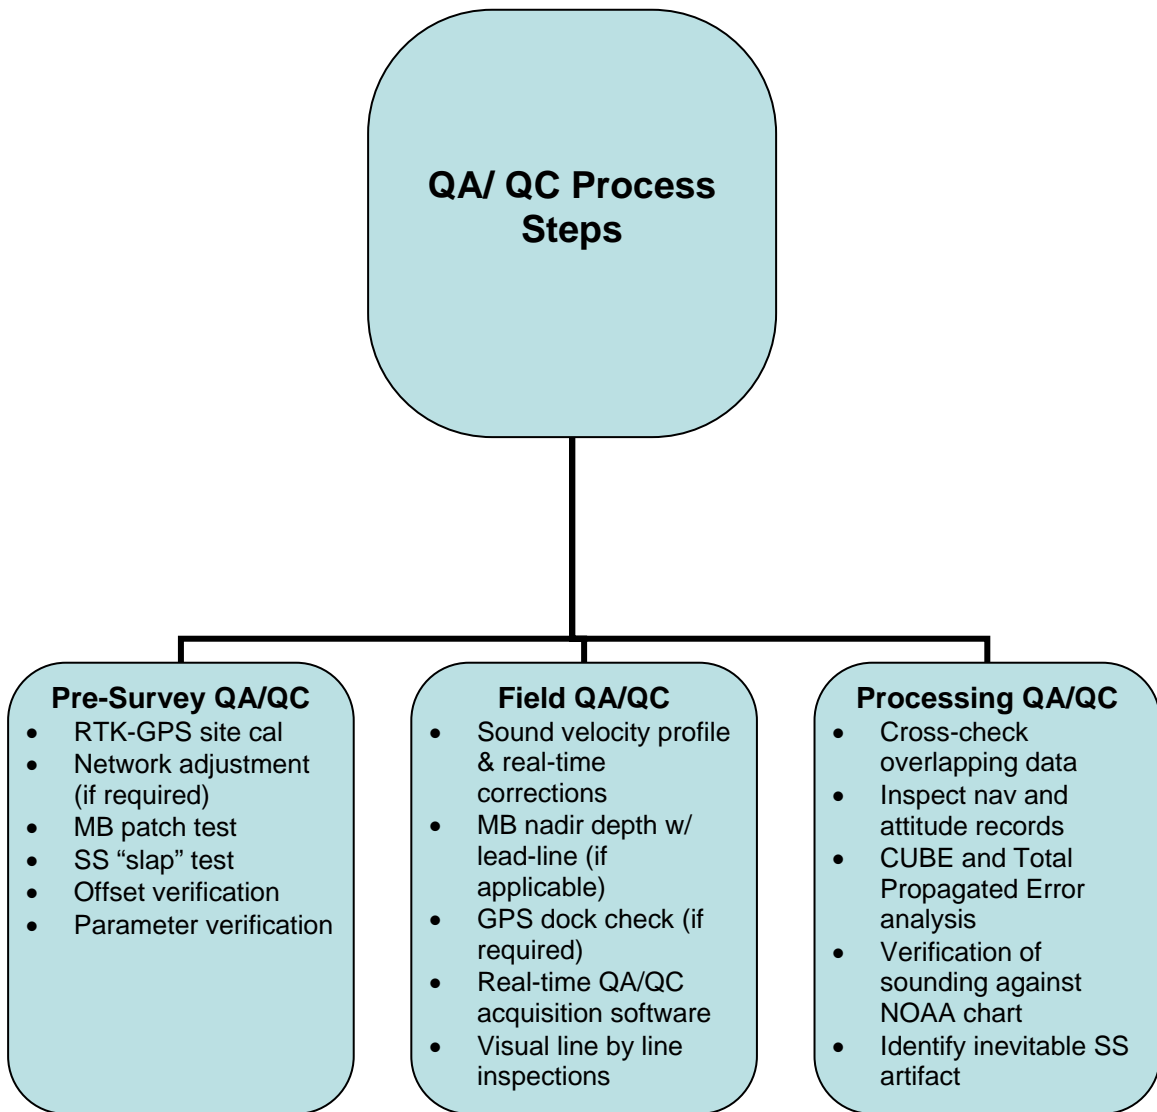 QA/ QC Process
Steps
Pre-Survey QA/QC
• RTK-GPS site cal
• Network adjustment
(if required)
• MB patch test
• SS “slap” test
• Offset verification
• Parameter verification
Field QA/QC
• Sound velocity profile
& real-time
corrections
• MB nadir depth w/
lead-line (if
applicable)
• GPS dock check (if
required)
• Real-time QA/QC
acquisition software
• Visual line by line
inspections
Processing QA/QC
• Cross-check
overlapping data
• Inspect nav and
attitude records
• CUBE and Total
Propagated Error
analysis
• Verification of
sounding against
NOAA chart
• Identify inevitable SS
artifact